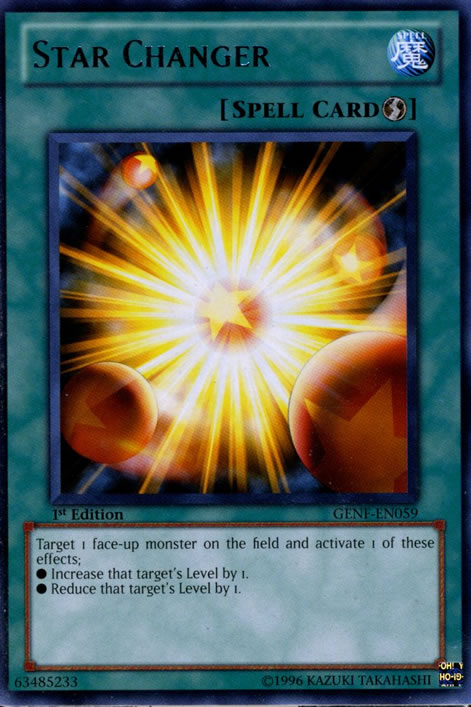 STAR CHANGER
SPELL
魔
[SPELL CARD]
1st Edition
GENF-EN059
Target 1 face-up monster on the field and activate 1 of these
effects;
● Increase that target's Level by 1.
● Reduce that target's Level by 1.
63485233
©1996 KAZUKI TAKAHASHI